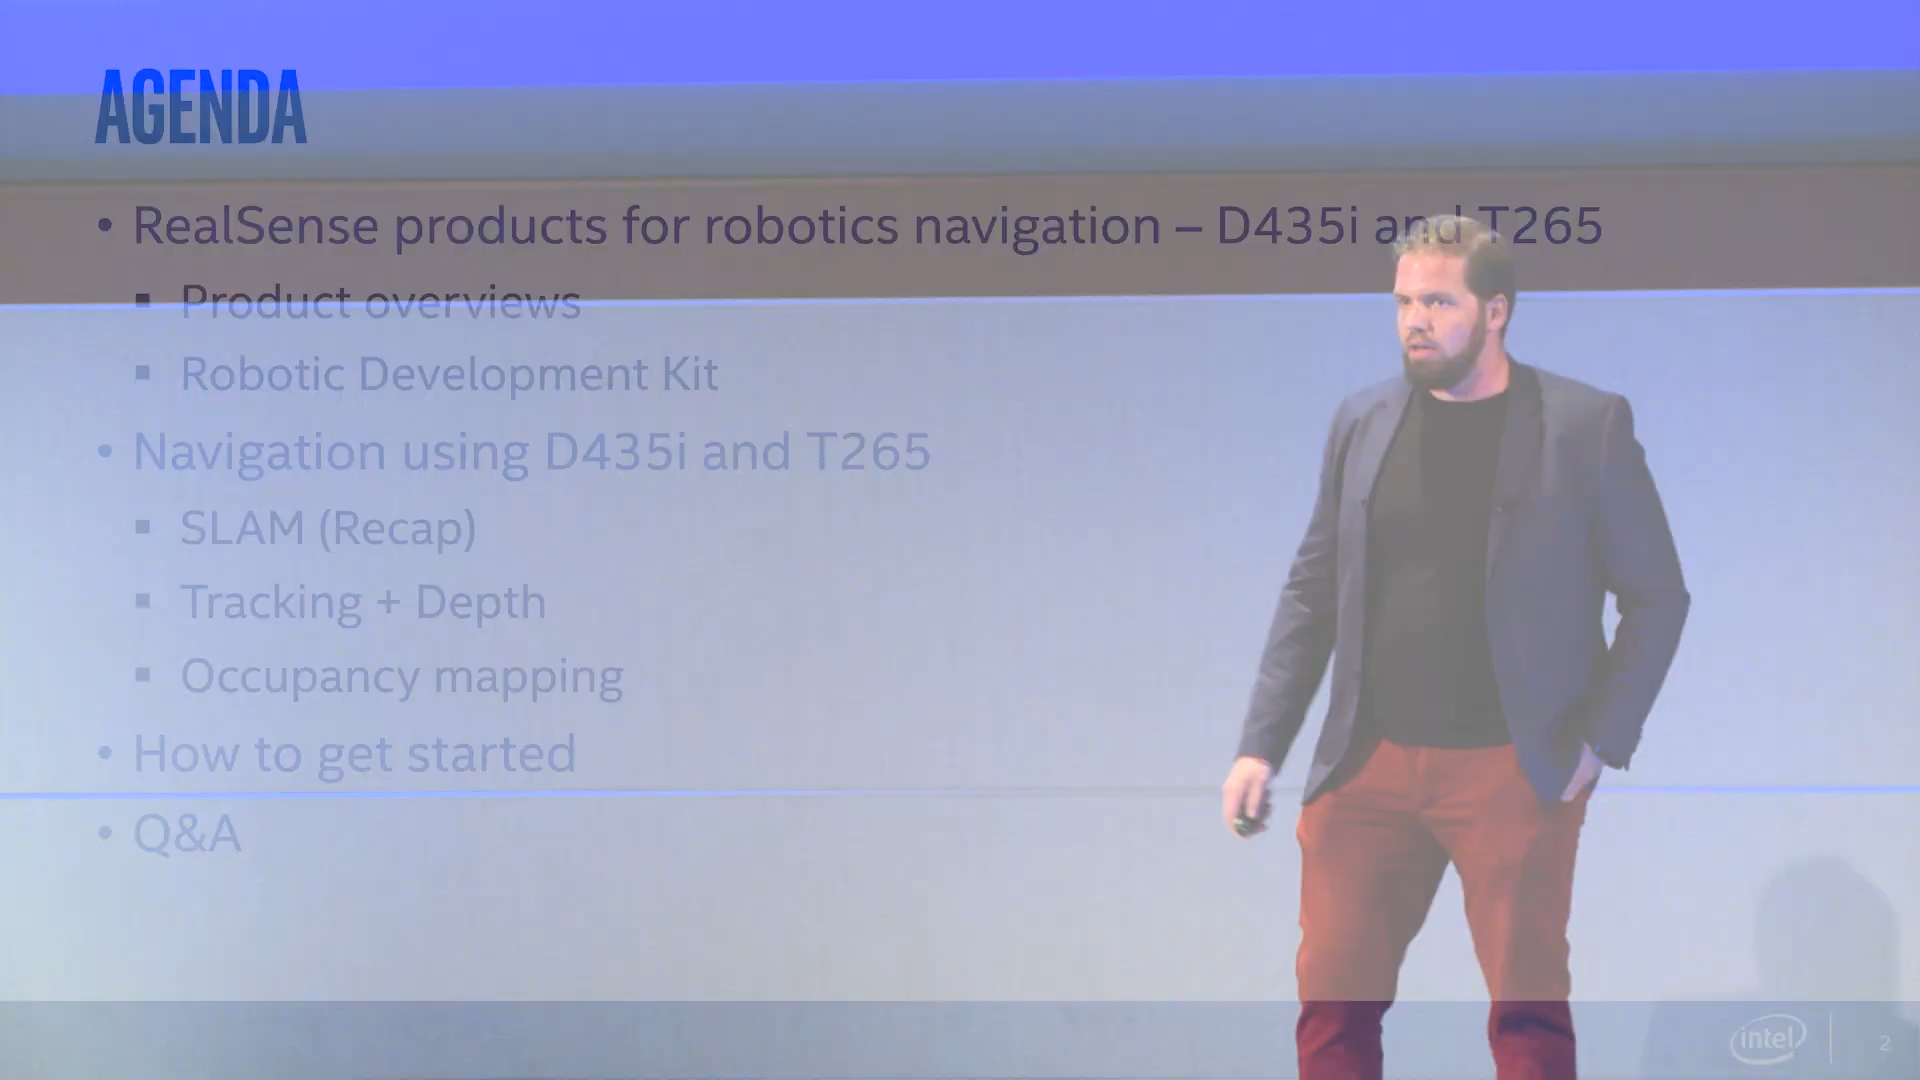 AGENDA
• RealSense products for robotics navigation – D435i and T265
▪ Product overviews
▪ Robotic Development Kit
• Navigation using D435i and T265
▪ SLAM (Recap)
▪ Tracking + Depth
▪ Occupancy mapping
• How to get started
• Q&A
intel
2